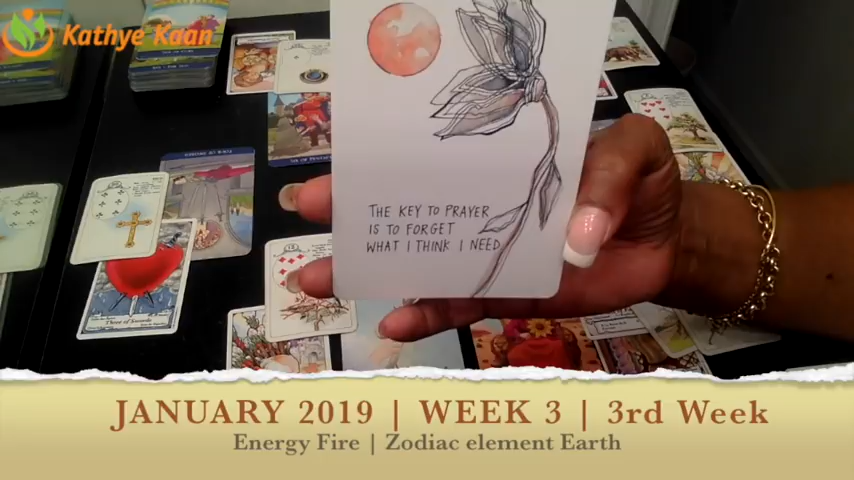 Kathye Kaan
THE KEY TO PRAYER
IS TO FORGET
WHAT I THINK I NEED
Three of Swords
JANUARY 2019 | WEEK 3 | 3rd Week
Energy Fire | Zodiac element Earth